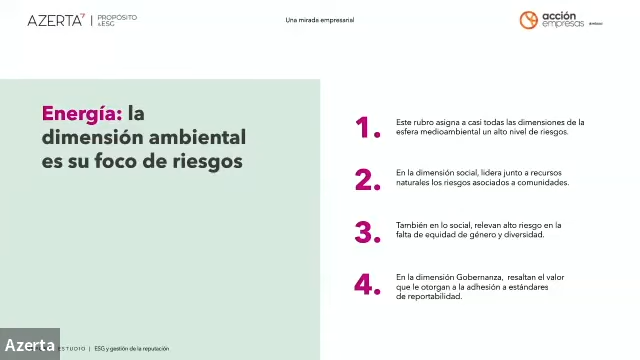 AZERTA
PROPÓSITO
&ESG
Una mirada empresarial
acción
empresas
Energía: la
dimensión ambiental
es su foco de riesgos
1.
Este rubro asigna a casi todas las dimensiones de la
esfera medioambiental un alto nivel de riesgos.
2.
En la dimensión social, lidera junto a recursos
naturales los riesgos asociados a comunidades.
3.
También en lo social, relevan alto riesgo en la
falta de equidad de género y diversidad.
4.
En la dimensión Gobernanza, resaltan el valor
que le otorgan a la adhesión a estándares
de reportabilidad.
Azerta
ESTUDIO | ESG y gestión de la reputación